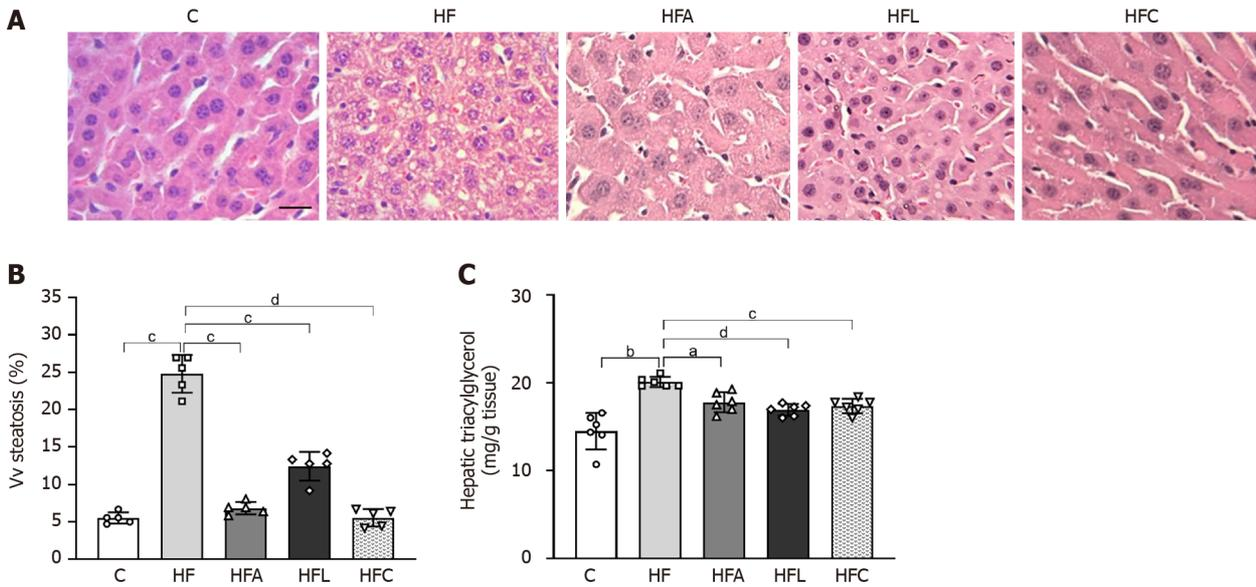 A
C HF HFA HFL HFC
B
35
30
25
20
15
10
5
0
Vv steatosis (%)
d
c
c c
C HF HFA HFL HFC
C
30
20
10
0
Hepatic triacylglycerol
(mg/g tissue)
c
d
b a
C HF HFA HFL HFC